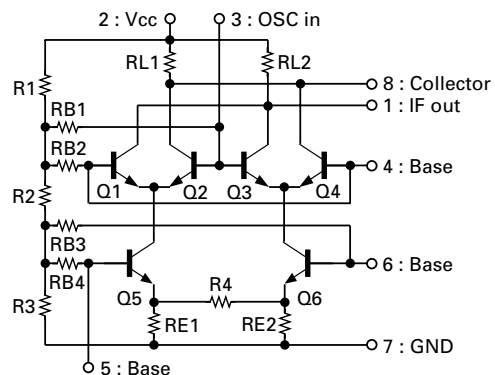 2 : Vcc
3 : OSC in
RL1
RL2
R1
8 : Collector
RB1
1 : IF out
RB2
4 : Base
Q1
Q2
Q3
Q4
R2
RB3
6 : Base
RB4
Q5
R4
Q6
R3
RE1
RE2
7 : GND
5 : Base